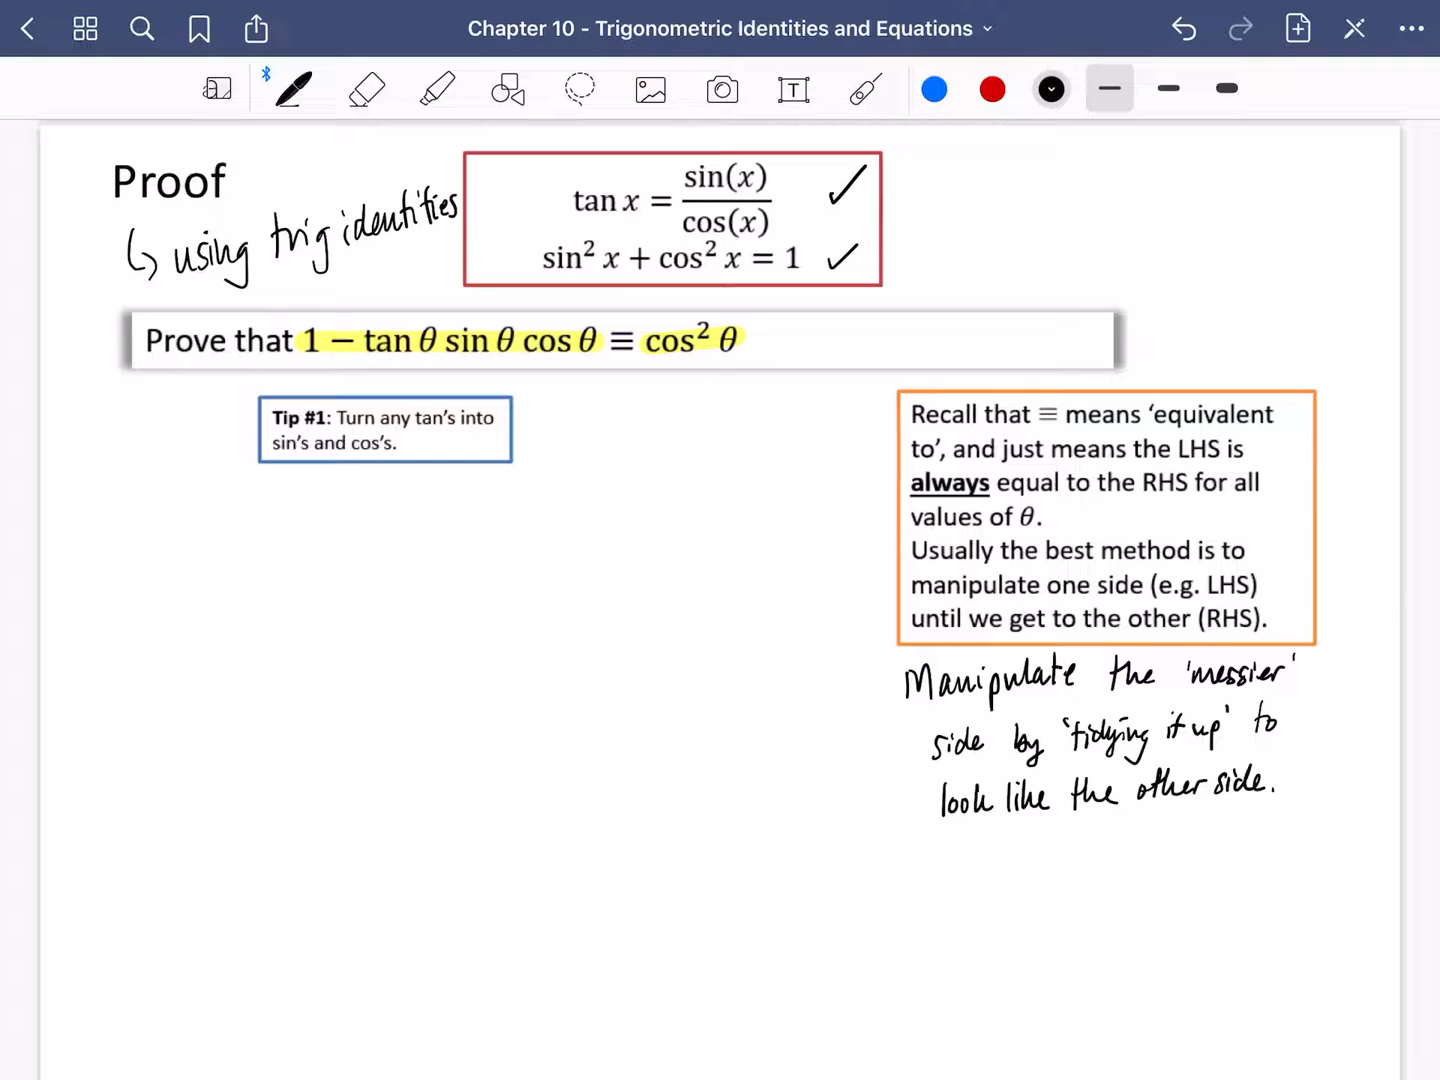 Chapter 10 - Trigonometric Identities and Equations
Proof
↳ using trig identities
tan x = sin(x) / cos(x) ✓
sin² x + cos² x = 1 ✓
Prove that 1 − tan θ sin θ cos θ ≡ cos² θ
Tip #1: Turn any tan’s into
sin’s and cos’s.
Recall that ≡ means ‘equivalent
to’, and just means the LHS is
always equal to the RHS for all
values of θ.
Usually the best method is to
manipulate one side (e.g. LHS)
until we get to the other (RHS).
Manipulate the 'messier'
side by 'tidying it up' to
look like the other side.